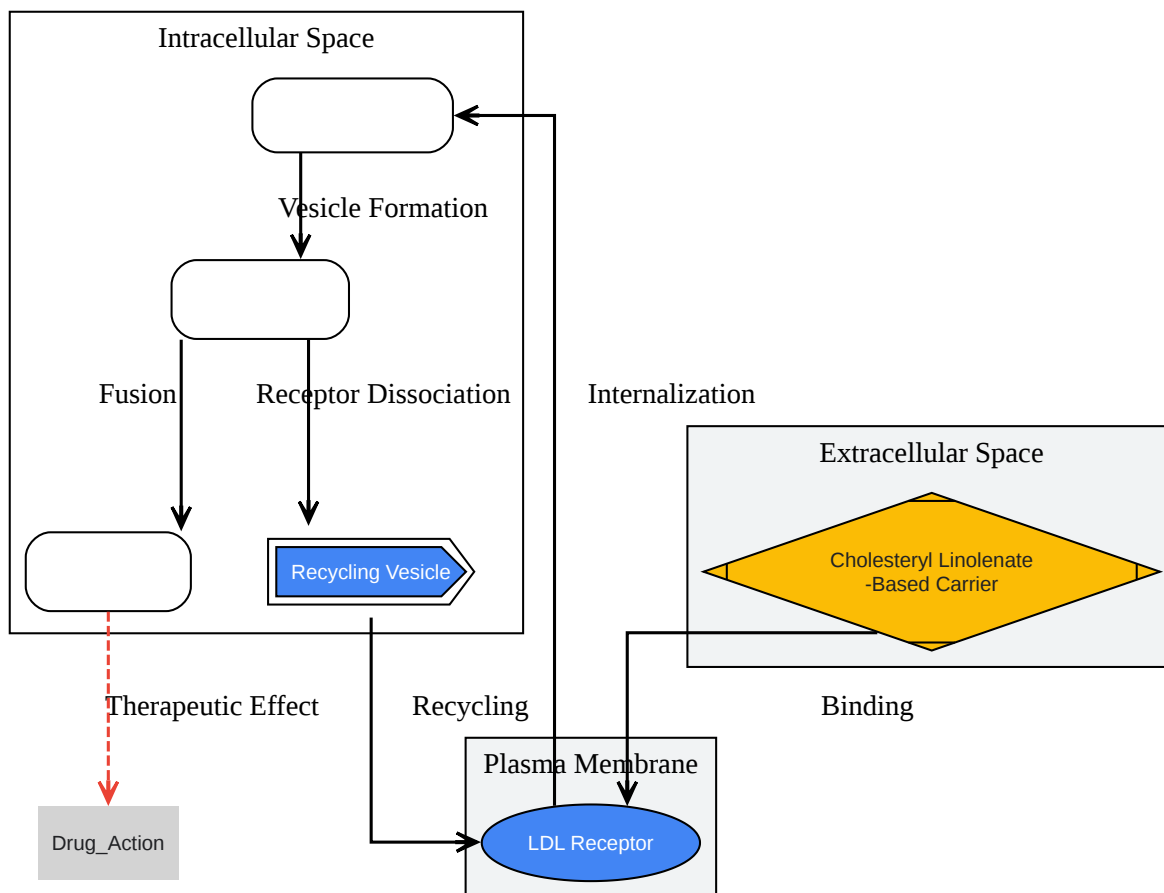 Intracellular Space
Vesicle Formation
Fusion
Receptor Dissociation
Internalization
Extracellular Space
Recycling Vesicle
Cholesteryl Linolenate
-Based Carrier
Therapeutic Effect
Recycling
Binding
Plasma Membrane
Drug_Action
LDL Receptor